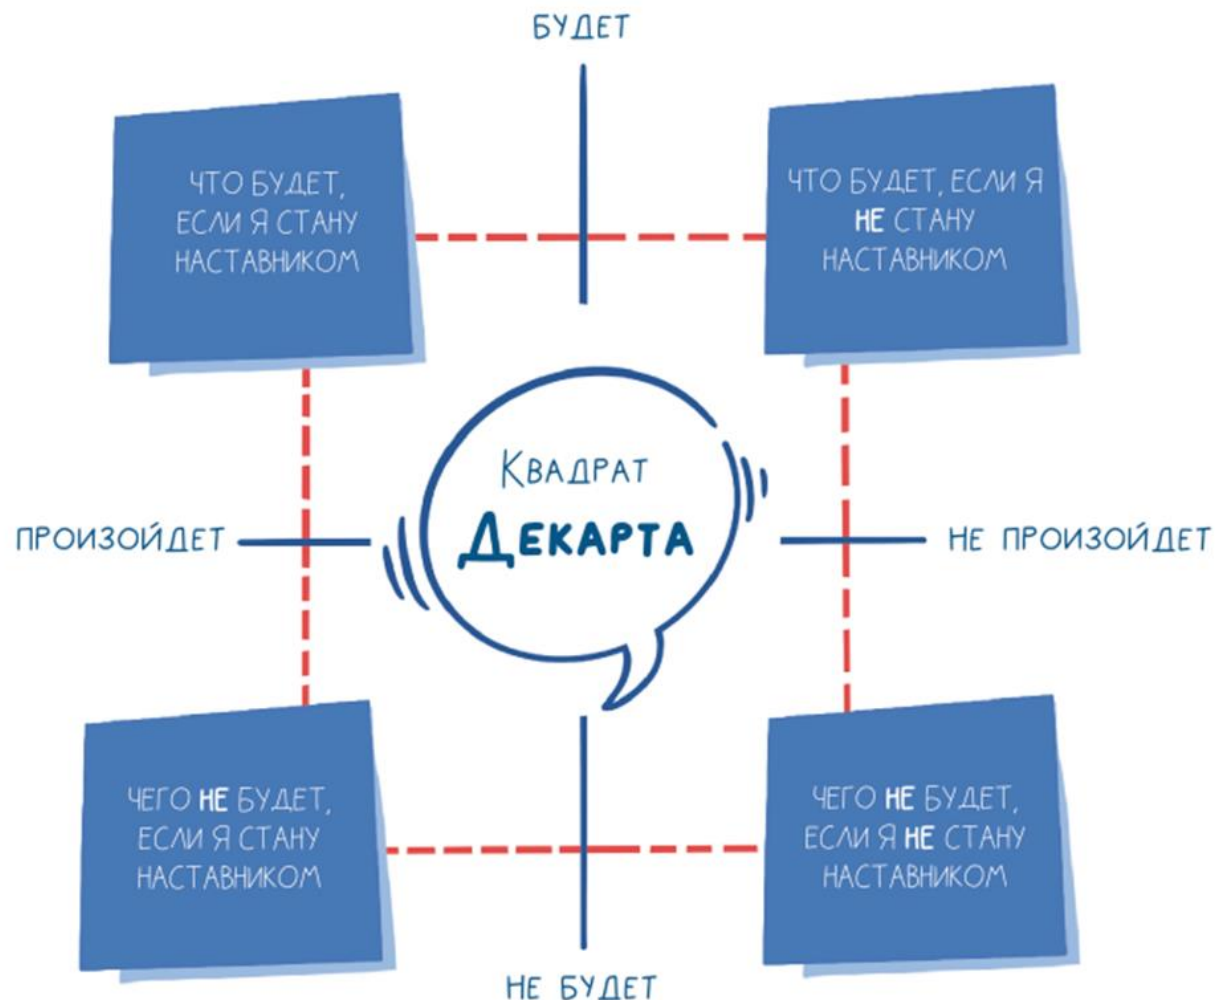 БУДЕТ
ЧТО БУДЕТ,
ЕСЛИ Я СТАНУ
НАСТАВНИКОМ
ЧТО БУДЕТ, ЕСЛИ Я
НЕ СТАНУ
НАСТАВНИКОМ
КВАДРАТ
ДЕКАРТА
ПРОИЗОЙДЕТ
НЕ ПРОИЗОЙДЕТ
ЧЕГО НЕ БУДЕТ,
ЕСЛИ Я СТАНУ
НАСТАВНИКОМ
ЧЕГО НЕ БУДЕТ,
ЕСЛИ Я НЕ СТАНУ
НАСТАВНИКОМ
НЕ БУДЕТ